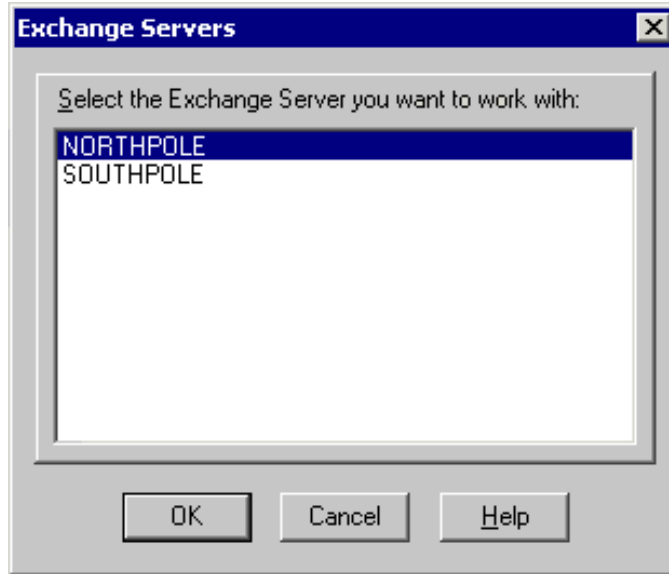 Exchange Servers
Select the Exchange Server you want to work with:
NORTHPOLE
SOUTHPOLE
OK Cancel Help